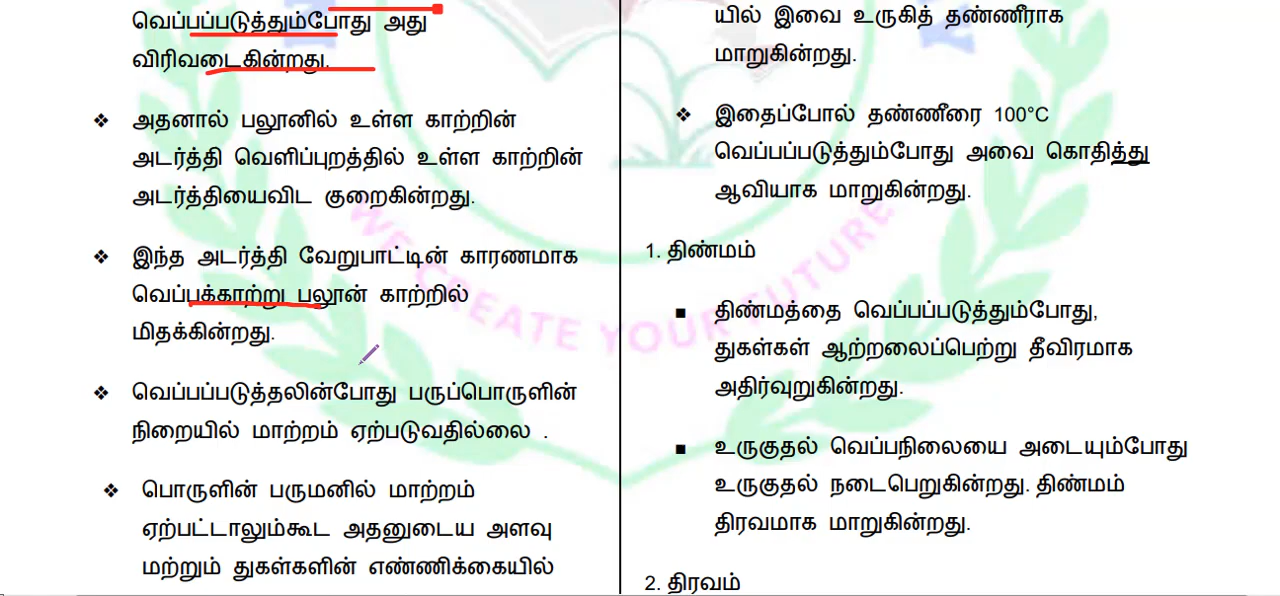 வெப்பப்படுத்தும்போது அது
விரிவடைகின்றது.
❖ அதனால் பலூனில் உள்ள காற்றின்
அடர்த்தி வெளிப்புறத்தில் உள்ள காற்றின்
அடர்த்தியைவிட குறைகின்றது.
❖ இந்த அடர்த்தி வேறுபாட்டின் காரணமாக
வெப்பக்காற்று பலூன் காற்றில்
மிதக்கின்றது.
❖ வெப்பப்படுத்தலின்போது பருப்பொருளின்
நிறையில் மாற்றம் ஏற்படுவதில்லை .
❖ பொருளின் பருமனில் மாற்றம்
ஏற்பட்டாலும்கூட அதனுடைய அளவு
மற்றும் துகள்களின் எண்ணிக்கையில்
யில் இவை உருகித் தண்ணீராக
மாறுகின்றது.
❖ இதைப்போல் தண்ணீரை 100°C
வெப்பப்படுத்தும்போது அவை கொதித்து
ஆவியாக மாறுகின்றது.
1. திண்மம்
■ திண்மத்தை வெப்பப்படுத்தும்போது,
துகள்கள் ஆற்றலைப்பெற்று தீவிரமாக
அதிர்வுறுகின்றது.
■ உருகுதல் வெப்பநிலையை அடையும்போது
உருகுதல் நடைபெறுகின்றது. திண்மம்
திரவமாக மாறுகின்றது.
2. திரவம்
WE CREATE YOUR FUTURE